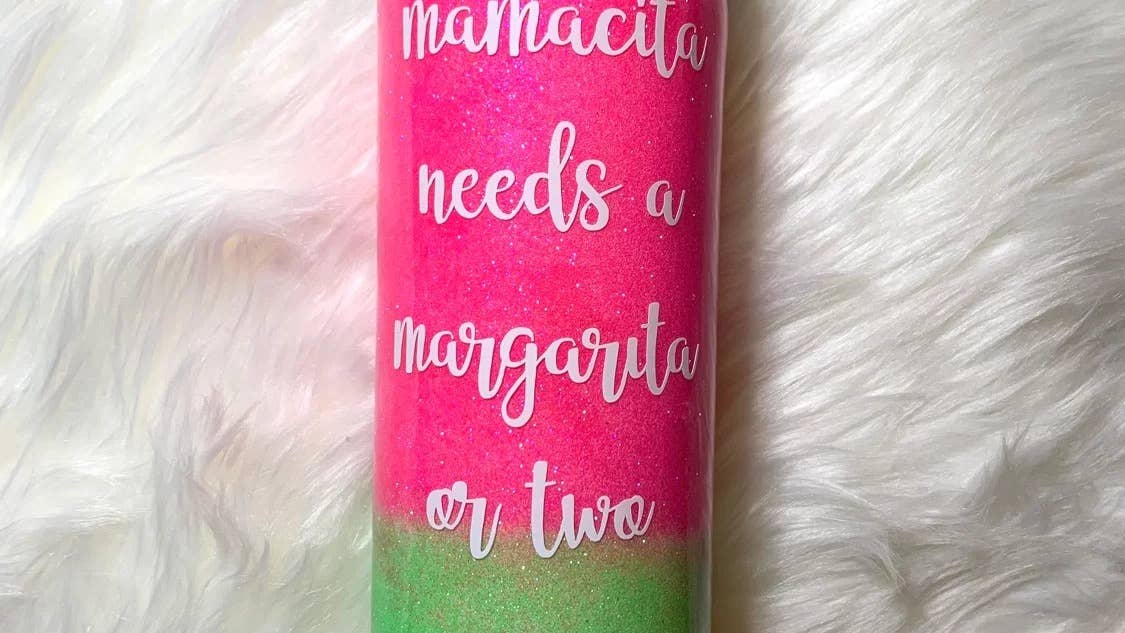 mamacita
needs a
margarita
or two